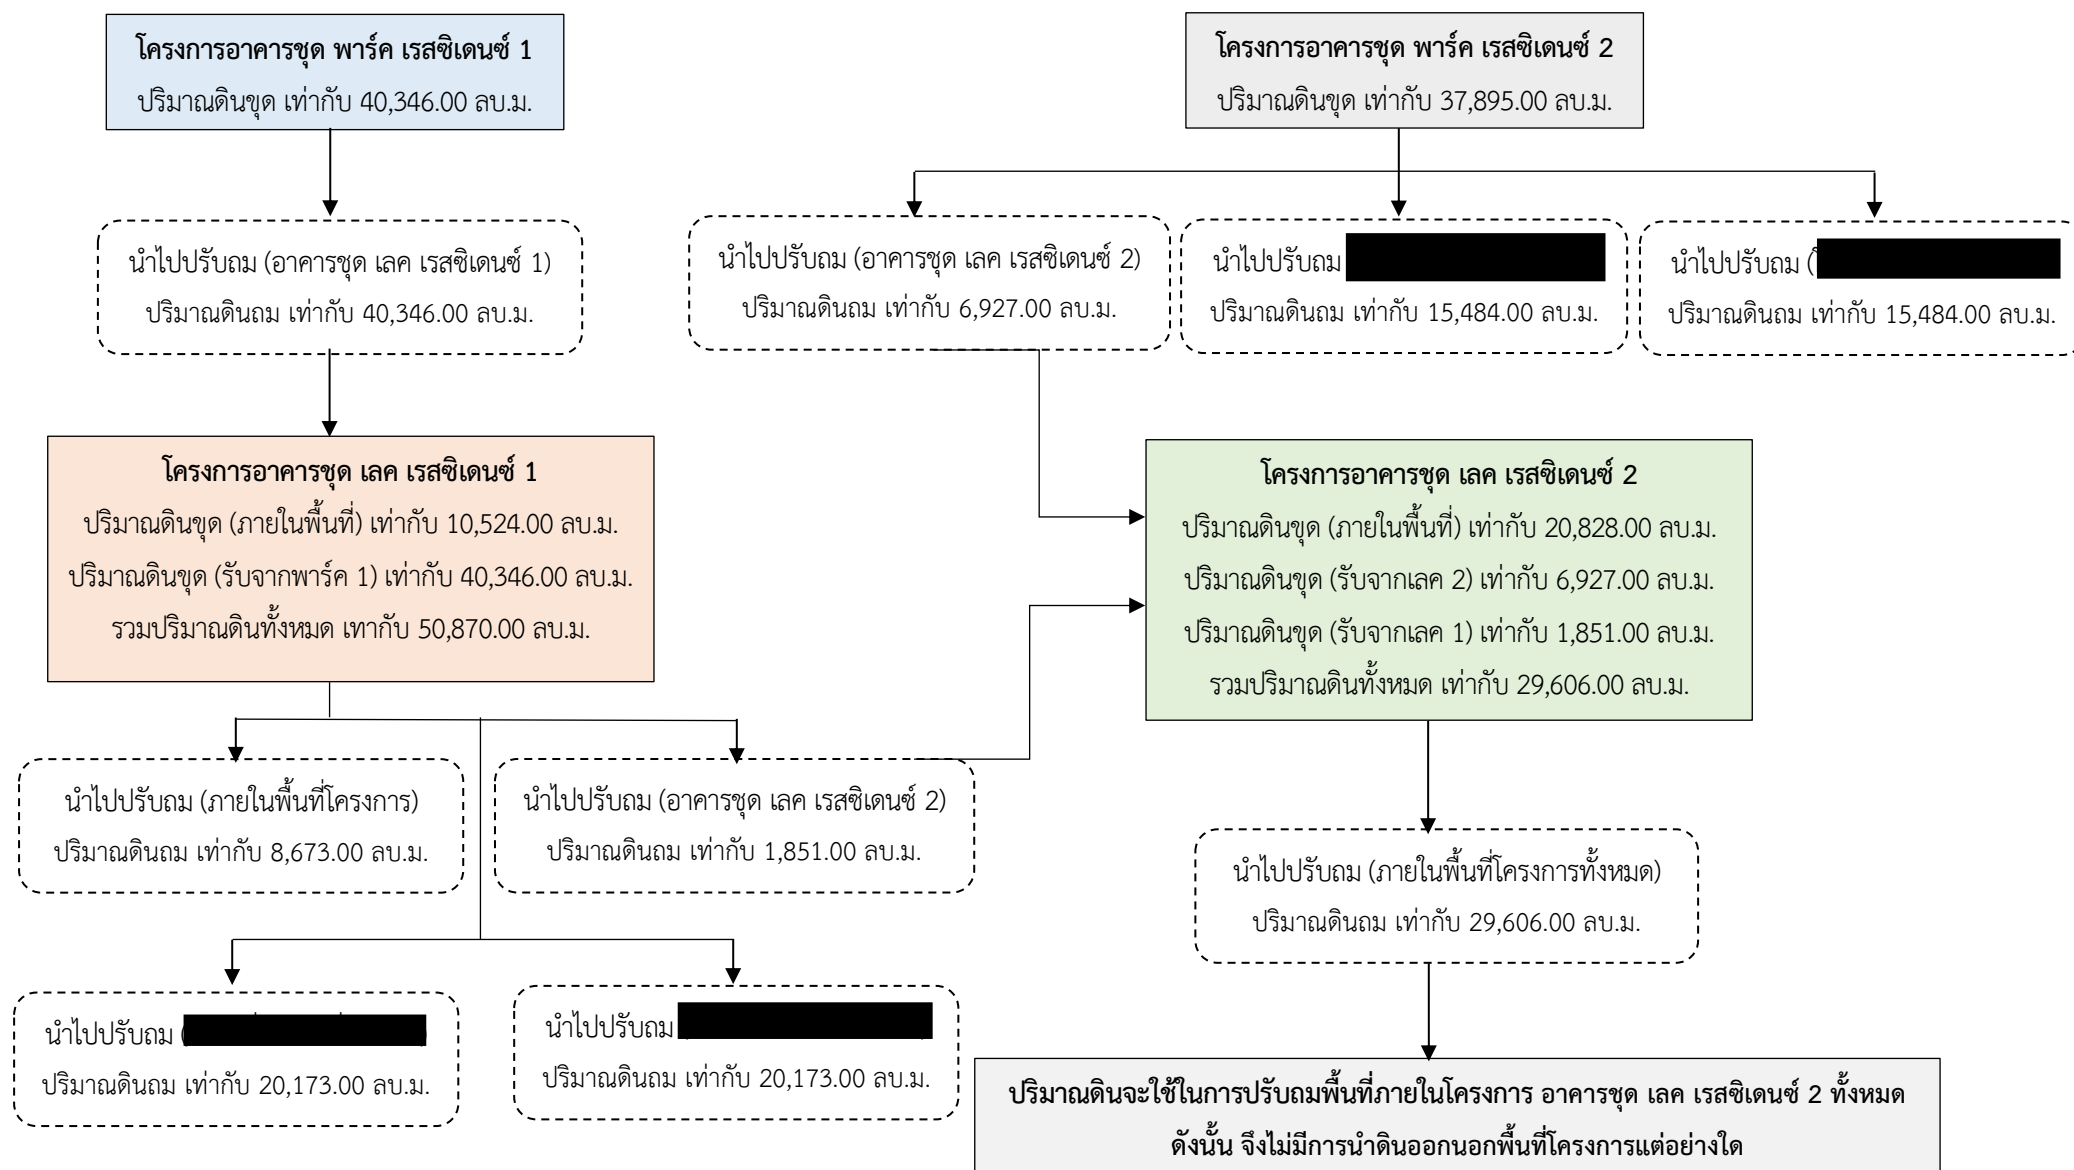 โครงการอาคารชุด พาร์ค เรสซิเดนซ์ 1
ปริมาณดินขุด เท่ากับ 40,346.00 ลบ.ม.
โครงการอาคารชุด พาร์ค เรสซิเดนซ์ 2
ปริมาณดินขุด เท่ากับ 37,895.00 ลบ.ม.
นำไปปรับถม (อาคารชุด เลค เรสซิเดนซ์ 1)
ปริมาณดินถม เท่ากับ 40,346.00 ลบ.ม.
นำไปปรับถม (อาคารชุด เลค เรสซิเดนซ์ 2)
ปริมาณดินถม เท่ากับ 6,927.00 ลบ.ม.
นำไปปรับถม
ปริมาณดินถม เท่ากับ 15,484.00 ลบ.ม.
นำไปปรับถม (
ปริมาณดินถม เท่ากับ 15,484.00 ลบ.ม.
โครงการอาคารชุด เลค เรสซิเดนซ์ 1
ปริมาณดินขุด (ภายในพื้นที่) เท่ากับ 10,524.00 ลบ.ม.
ปริมาณดินขุด (รับจากพาร์ค 1) เท่ากับ 40,346.00 ลบ.ม.
รวมปริมาณดินทั้งหมด เทากับ 50,870.00 ลบ.ม.
โครงการอาคารชุด เลค เรสซิเดนซ์ 2
ปริมาณดินขุด (ภายในพื้นที่) เท่ากับ 20,828.00 ลบ.ม.
ปริมาณดินขุด (รับจากเลค 2) เท่ากับ 6,927.00 ลบ.ม.
ปริมาณดินขุด (รับจากเลค 1) เท่ากับ 1,851.00 ลบ.ม.
รวมปริมาณดินทั้งหมด เท่ากับ 29,606.00 ลบ.ม.
นำไปปรับถม (ภายในพื้นที่โครงการ)
ปริมาณดินถม เท่ากับ 8,673.00 ลบ.ม.
นำไปปรับถม (อาคารชุด เลค เรสซิเดนซ์ 2)
ปริมาณดินถม เท่ากับ 1,851.00 ลบ.ม.
นำไปปรับถม (ภายในพื้นที่โครงการทั้งหมด)
ปริมาณดินถม เท่ากับ 29,606.00 ลบ.ม.
นำไปปรับถม (
ปริมาณดินถม เท่ากับ 20,173.00 ลบ.ม.
นำไปปรับถม
ปริมาณดินถม เท่ากับ 20,173.00 ลบ.ม.
ปริมาณดินจะใช้ในการปรับถมพื้นที่ภายในโครงการ อาคารชุด เลค เรสซิเดนซ์ 2 ทั้งหมด
ดังนั้น จึงไม่มีการนำดินออกนอกพื้นที่โครงการแต่อย่างใด